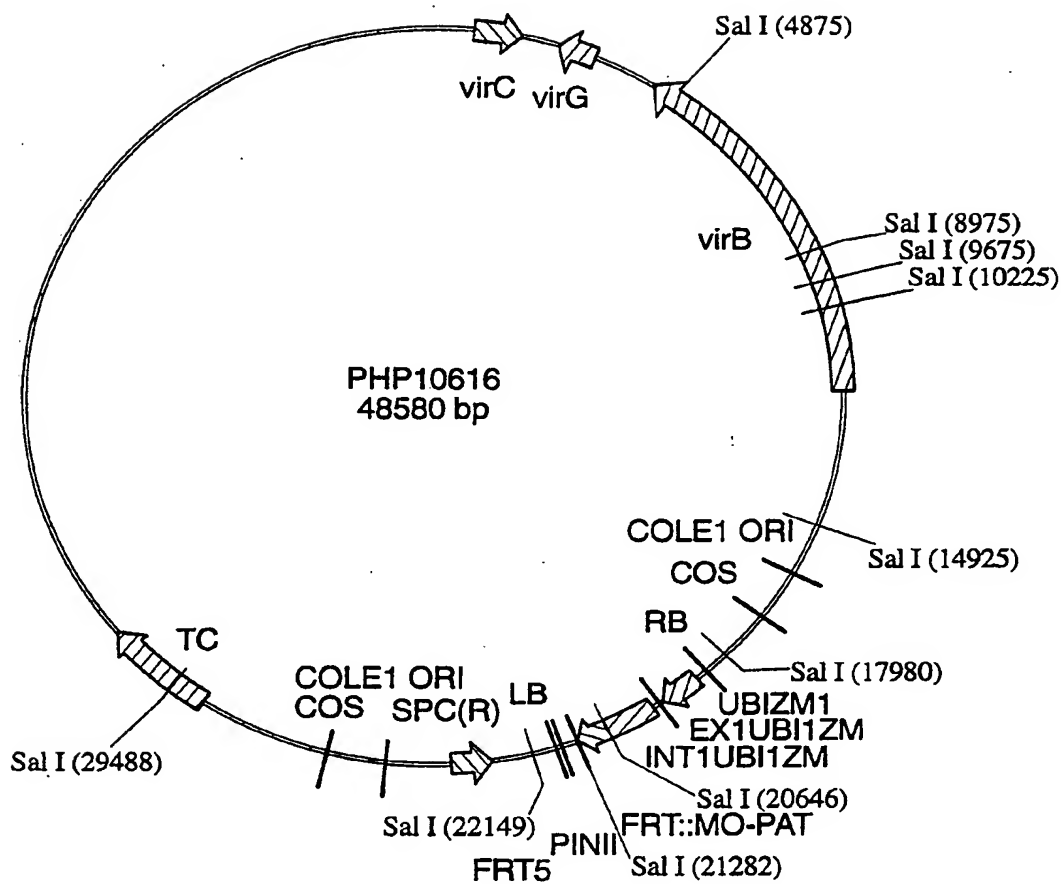 Sal I (4875)
virC
virG
virB
Sal I (8975)
Sal I (9675)
Sal I (10225)
PHP10616
48580 bp
COLE1 ORI
Sal I (14925)
COS
RB
Sal I (17980)
UBIZM1
EX1UBI1ZM
INT1UBI1ZM
Sal I (20646)
FRT::MO-PAT
Sal I (21282)
PINII
FRT5
Sal I (22149)
LB
SPC(R)
COLE1 ORI
COS
TC
Sal I (29488)